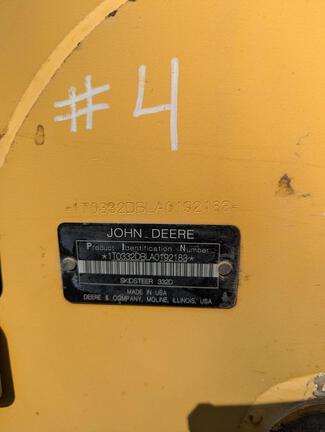 #4
*1T0332DBLA0192183*
JOHN DEERE
Product Identification Number
*1T0332DBLA0192183*
SKIDSTEER 332D
MADE IN USA
DEERE & COMPANY, MOLINE, ILLINOIS, USA